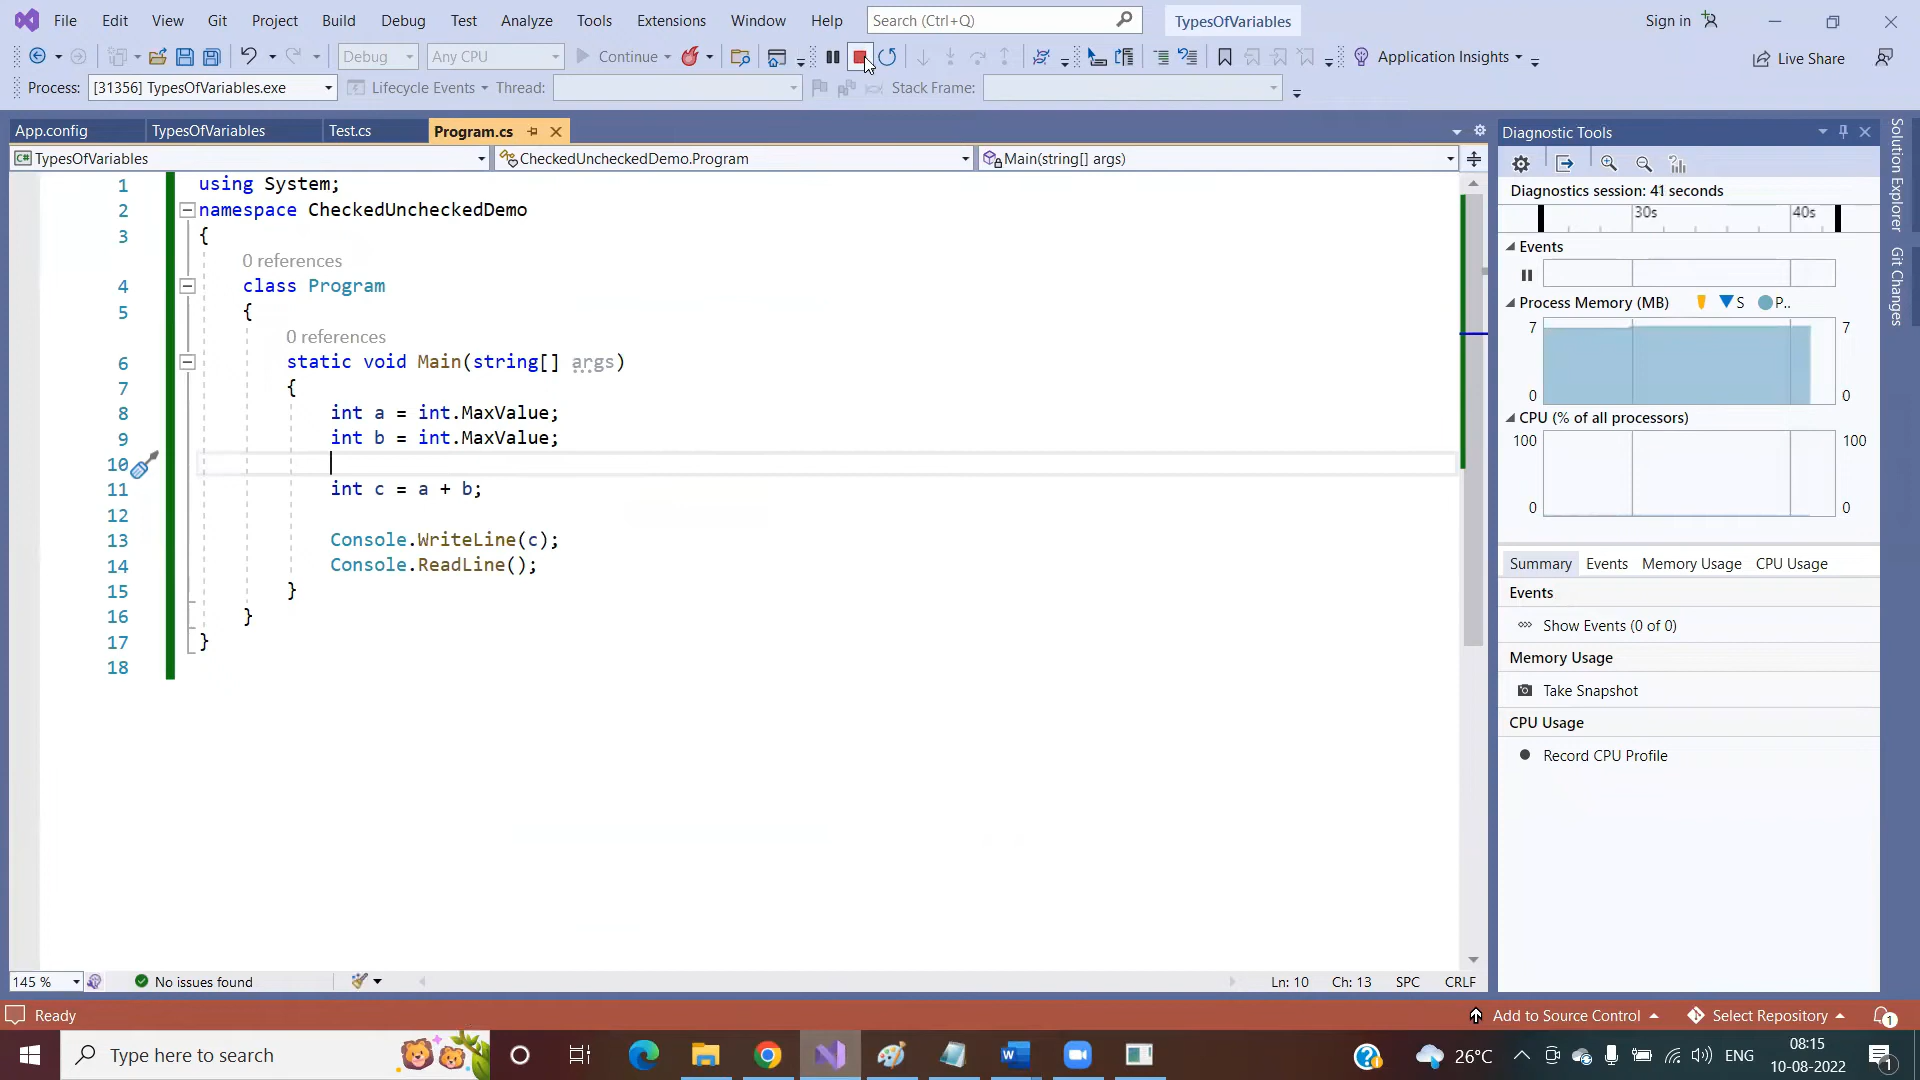 File Edit View Git Project Build Debug Test Analyze Tools Extensions Window Help Search (Ctrl+Q) TypesOfVariables Sign in
Debug Any CPU Continue Application Insights Live Share
Process: [31356] TypesOfVariables.exe Lifecycle Events Thread: Stack Frame:
App.config TypesOfVariables Test.cs Program.cs
TypesOfVariables CheckedUncheckedDemo.Program Main(string[] args)
1 using System;
2 namespace CheckedUncheckedDemo
3 {
0 references
4 class Program
5 {
0 references
6 static void Main(string[] args)
7 {
8 int a = int.MaxValue;
9 int b = int.MaxValue;
10
11 int c = a + b;
12
13 Console.WriteLine(c);
14 Console.ReadLine();
15 }
16 }
17 }
18
145 % No issues found Ln: 10 Ch: 13 SPC CRLF
Diagnostic Tools
Diagnostics session: 41 seconds
30s 40s
Events
Process Memory (MB) S P..
7 7
0 0
CPU (% of all processors)
100 100
0 0
Summary Events Memory Usage CPU Usage
Events
Show Events (0 of 0)
Memory Usage
Take Snapshot
CPU Usage
Record CPU Profile
Solution Explorer
Git Changes
Ready Add to Source Control Select Repository 1
Type here to search 26°C ENG 08:15
10-08-2022 1